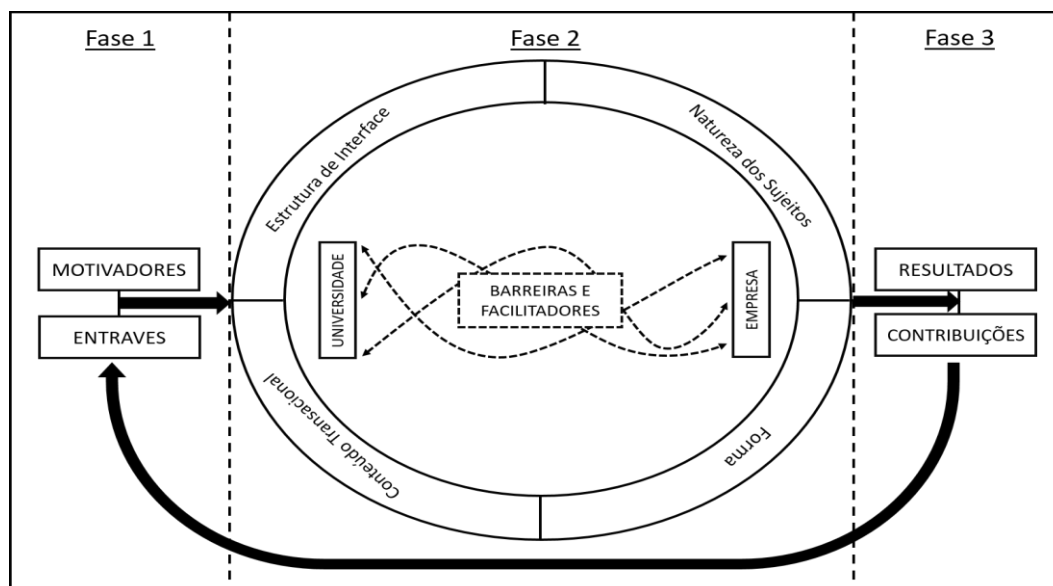 Fase 1
Fase 2
Fase 3
Estrutura de Interface
Natureza dos Sujeitos
MOTIVADORES
ENTRAVES
UNIVERSIDADE
BARREIRAS E
FACILITADORES
EMPRESA
RESULTADOS
CONTRIBUIÇÕES
Conteúdo Transacional
Forma